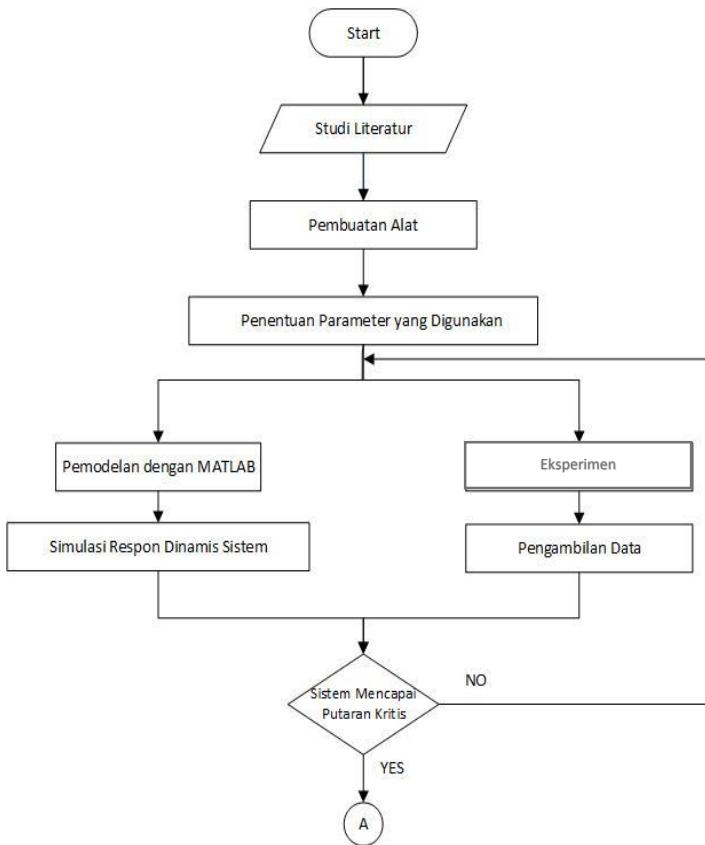 Start
Studi Literatur
Pembuatan Alat
Penentuan Parameter yang Digunakan
Pemodelan dengan MATLAB
Eksperimen
Simulasi Respon Dinamis Sistem
Pengambilan Data
Sistem Mencapai
Putaran Kritis
NO
YES
A